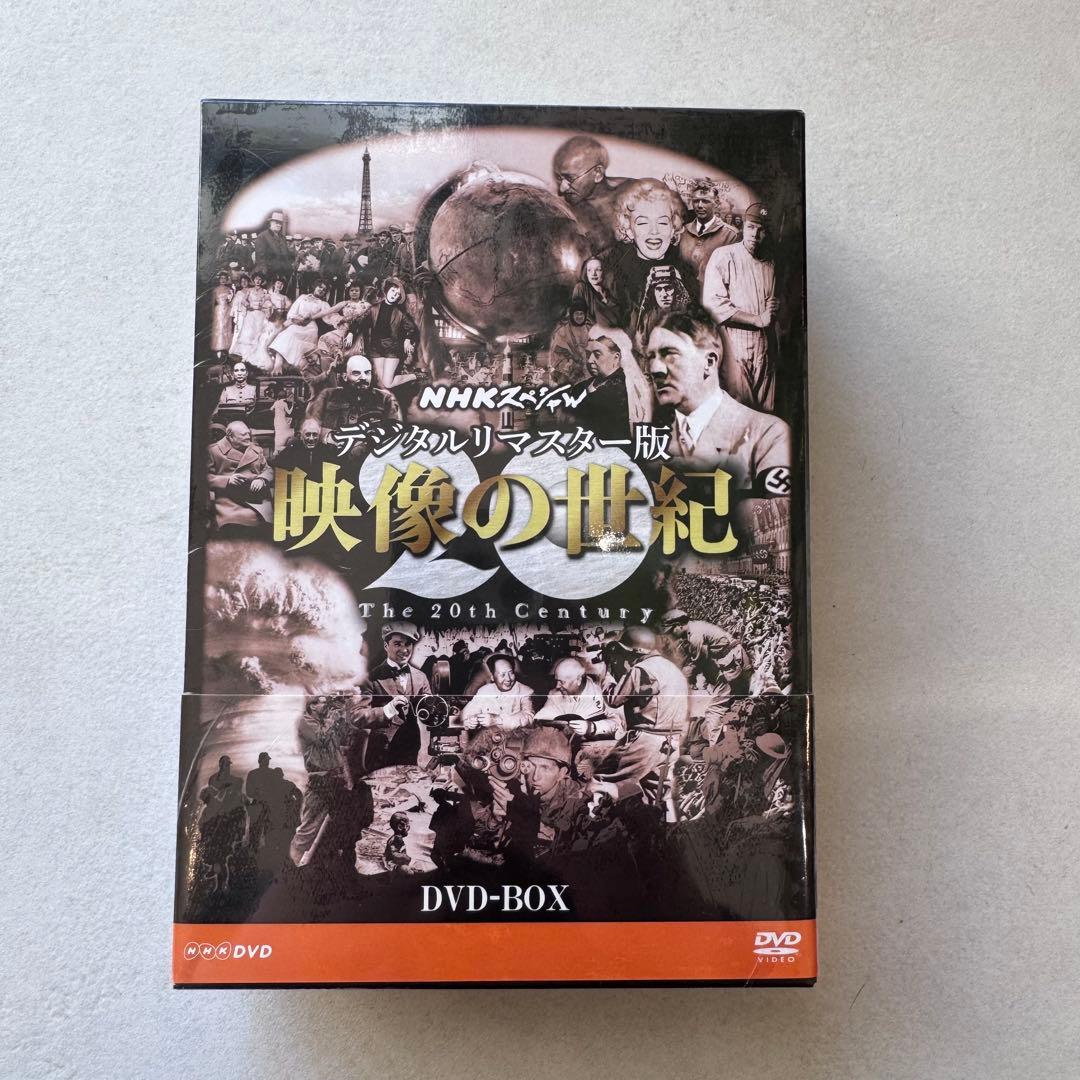 NHKスペシャル
デジタルリマスター版
20
映像の世紀
The 20th Century
DVD-BOX
NHK DVD
DVD
VIDEO